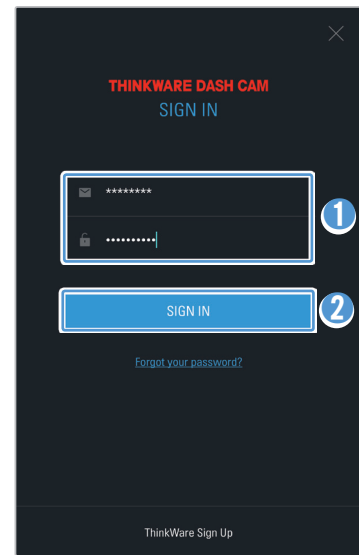 THINKWARE DASH CAM
SIGN IN
********
••••••••••
1
SIGN IN
2
Forgot your password?
ThinkWare Sign Up